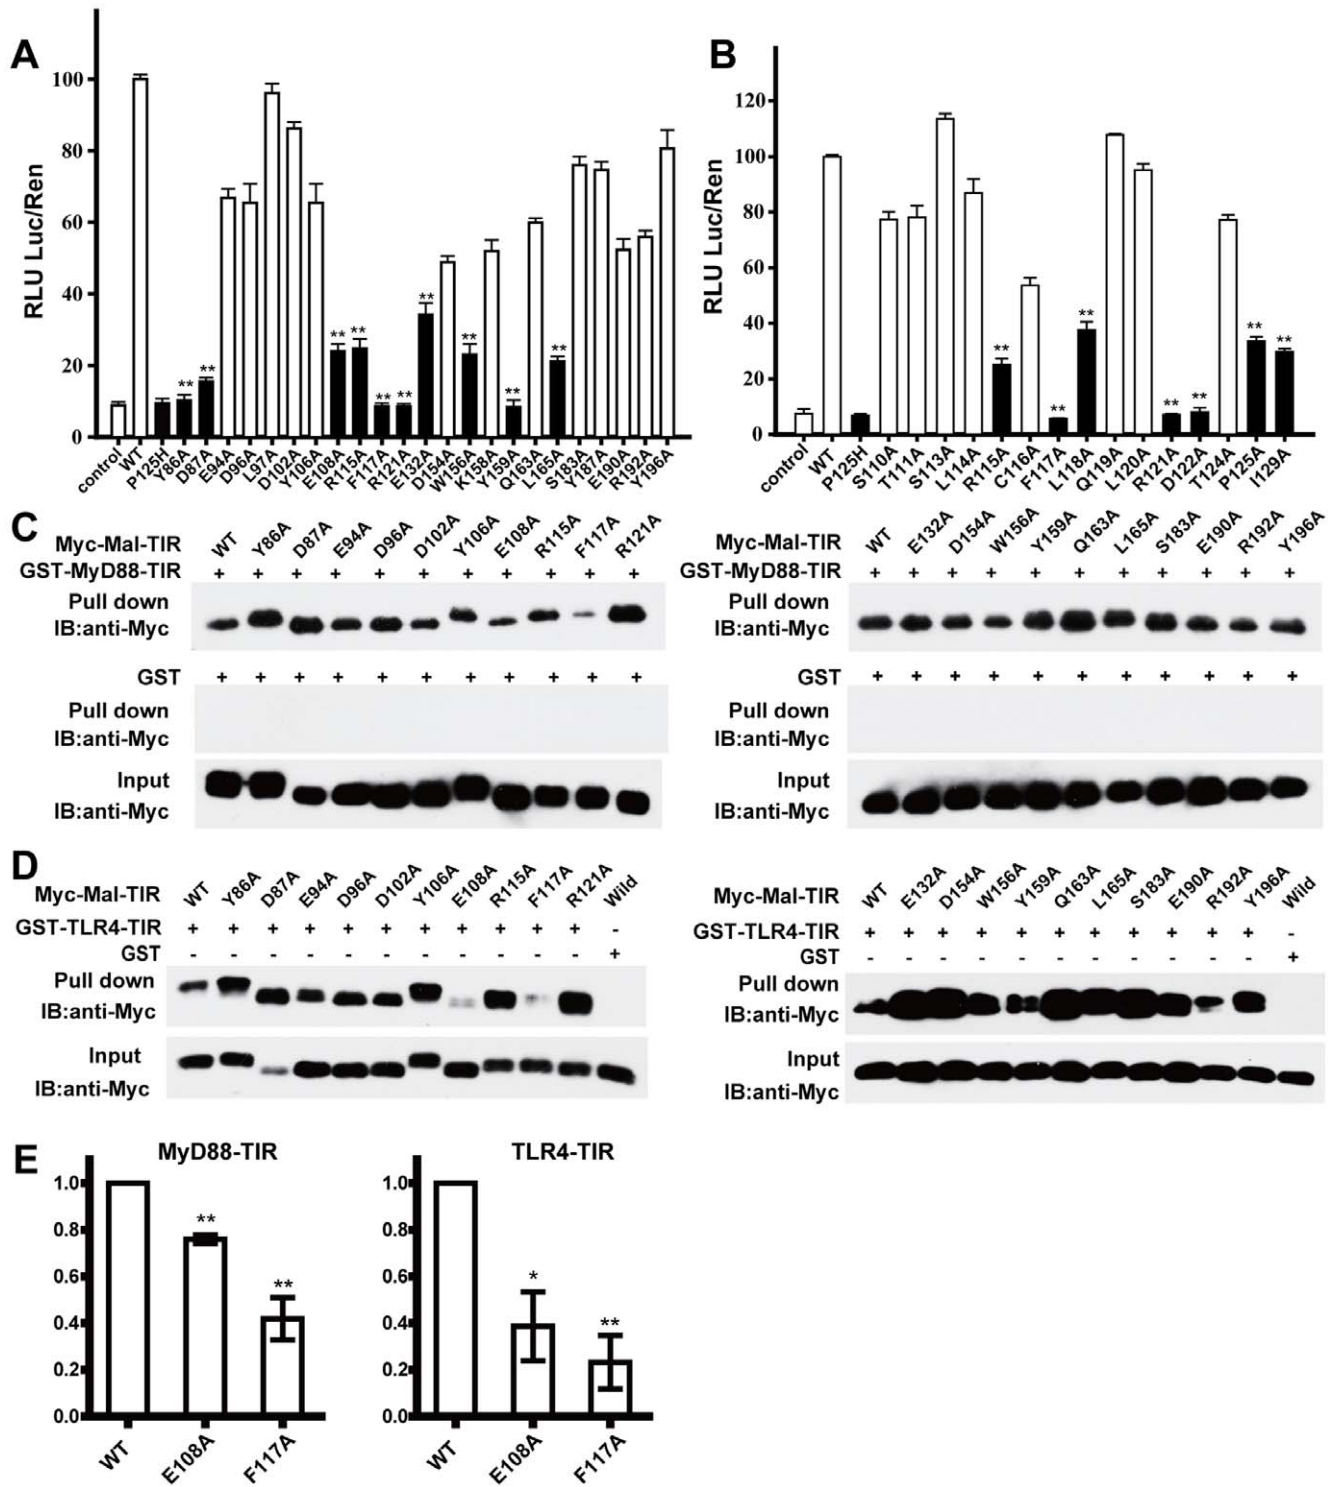 A
RLU Luc/Ren
100
80
60
40
20
0
** ** ** ** ** ** ** ** ** **
control WT P125H Y86A D87A E94A D96A L97A D102A Y106A E108A R115A F117A R121A E132A D154A W156A K158A Y159A Q163A L165A S183A Y187A E190A R192A Y196A
B
RLU Luc/Ren
120
100
80
60
40
20
0
** ** ** ** ** ** **
control WT P125H S110A T111A S113A L114A R115A C116A F117A L118A Q119A L120A R121A D122A T124A P125A I129A
C
Myc-Mal-TIR WT Y86A D87A E94A D96A D102A Y106A E108A R115A F117A R121A
GST-MyD88-TIR + + + + + + + + + + +
Pull down
IB:anti-Myc
GST + + + + + + + + + + +
Pull down
IB:anti-Myc
Input
IB:anti-Myc
Myc-Mal-TIR WT E132A D154A W156A Y159A Q163A L165A S183A E190A R192A Y196A
GST-MyD88-TIR + + + + + + + + + + +
Pull down
IB:anti-Myc
GST + + + + + + + + + + +
Pull down
IB:anti-Myc
Input
IB:anti-Myc
D
Myc-Mal-TIR WT Y86A D87A E94A D96A D102A Y106A E108A R115A F117A R121A Wild
GST-TLR4-TIR + + + + + + + + + + + -
GST - - - - - - - - - - - +
Pull down
IB:anti-Myc
Input
IB:anti-Myc
Myc-Mal-TIR WT E132A D154A W156A Y159A Q163A L165A S183A E190A R192A Y196A Wild
GST-TLR4-TIR + + + + + + + + + + + -
GST - - - - - - - - - - - +
Pull down
IB:anti-Myc
Input
IB:anti-Myc
E
MyD88-TIR
1.0
0.8
0.6
0.4
0.2
0.0
** **
WT E108A F117A
TLR4-TIR
1.0
0.8
0.6
0.4
0.2
0.0
* **
WT E108A F117A